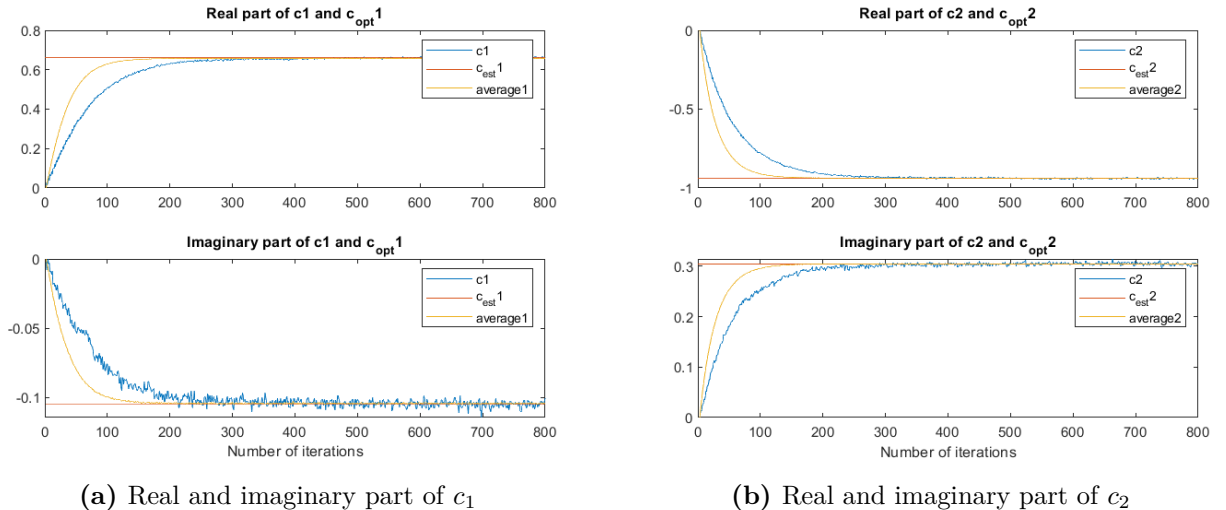 Real part of c1 and c_opt1
0.8
0.6
0.4
0.2
0
0 100 200 300 400 500 600 700 800
c1
c_est1
average1
Imaginary part of c1 and c_opt1
0
-0.05
-0.1
0 100 200 300 400 500 600 700 800
Number of iterations
c1
c_est1
average1
(a) Real and imaginary part of c_1
Real part of c2 and c_opt2
0
-0.5
-1
0 100 200 300 400 500 600 700 800
c2
c_est2
average2
Imaginary part of c2 and c_opt2
0.3
0.2
0.1
0
0 100 200 300 400 500 600 700 800
Number of iterations
c2
c_est2
average2
(b) Real and imaginary part of c_2